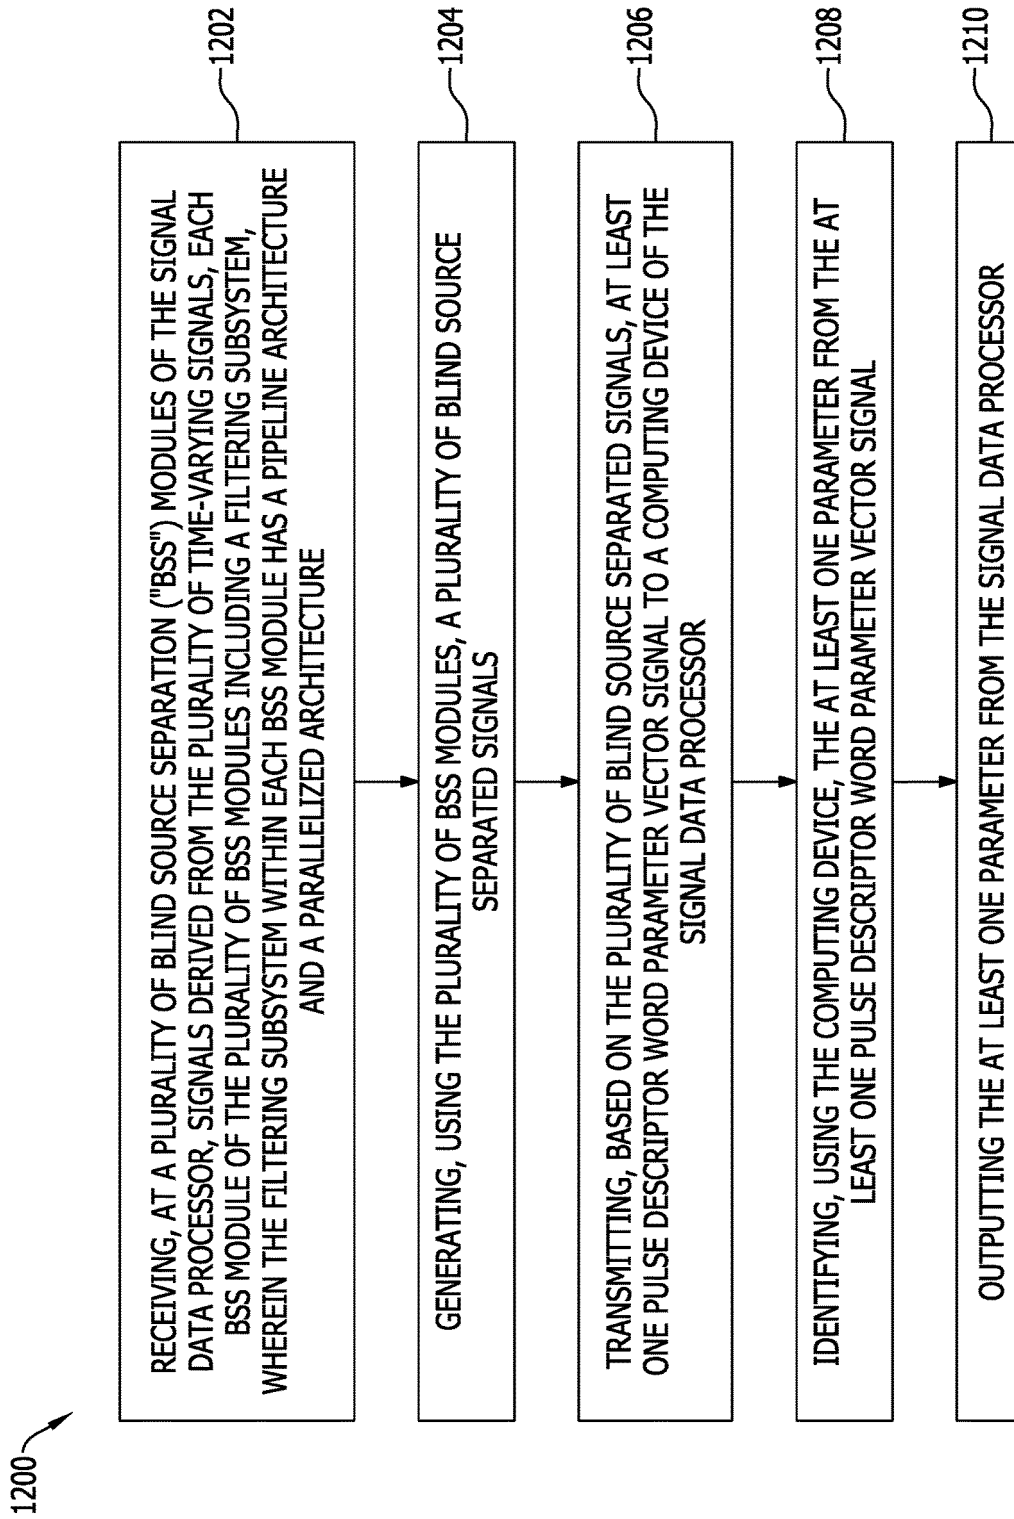 1200
RECEIVING, AT A PLURALITY OF BLIND SOURCE SEPARATION ("BSS") MODULES OF THE SIGNAL
DATA PROCESSOR, SIGNALS DERIVED FROM THE PLURALITY OF TIME-VARYING SIGNALS, EACH
BSS MODULE OF THE PLURALITY OF BSS MODULES INCLUDING A FILTERING SUBSYSTEM,
WHEREIN THE FILTERING SUBSYSTEM WITHIN EACH BSS MODULE HAS A PIPELINE ARCHITECTURE
AND A PARALLELIZED ARCHITECTURE
1202
GENERATING, USING THE PLURALITY OF BSS MODULES, A PLURALITY OF BLIND SOURCE
SEPARATED SIGNALS
1204
TRANSMITTING, BASED ON THE PLURALITY OF BLIND SOURCE SEPARATED SIGNALS, AT LEAST
ONE PULSE DESCRIPTOR WORD PARAMETER VECTOR SIGNAL TO A COMPUTING DEVICE OF THE
SIGNAL DATA PROCESSOR
1206
IDENTIFYING, USING THE COMPUTING DEVICE, THE AT LEAST ONE PARAMETER FROM THE AT
LEAST ONE PULSE DESCRIPTOR WORD PARAMETER VECTOR SIGNAL
1208
OUTPUTTING THE AT LEAST ONE PARAMETER FROM THE SIGNAL DATA PROCESSOR
1210